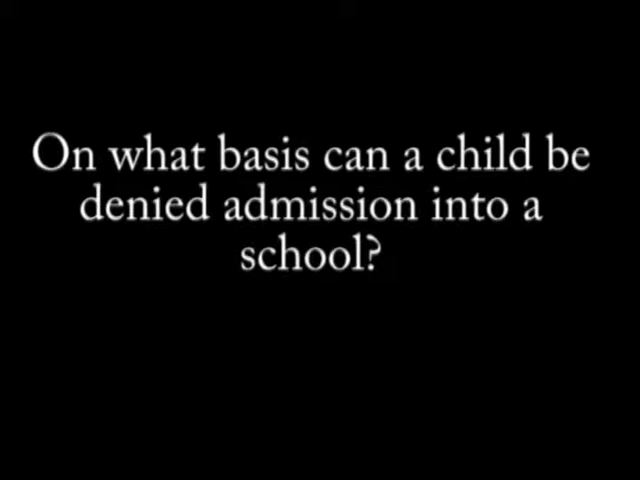 On what basis can a child be
denied admission into a
school?